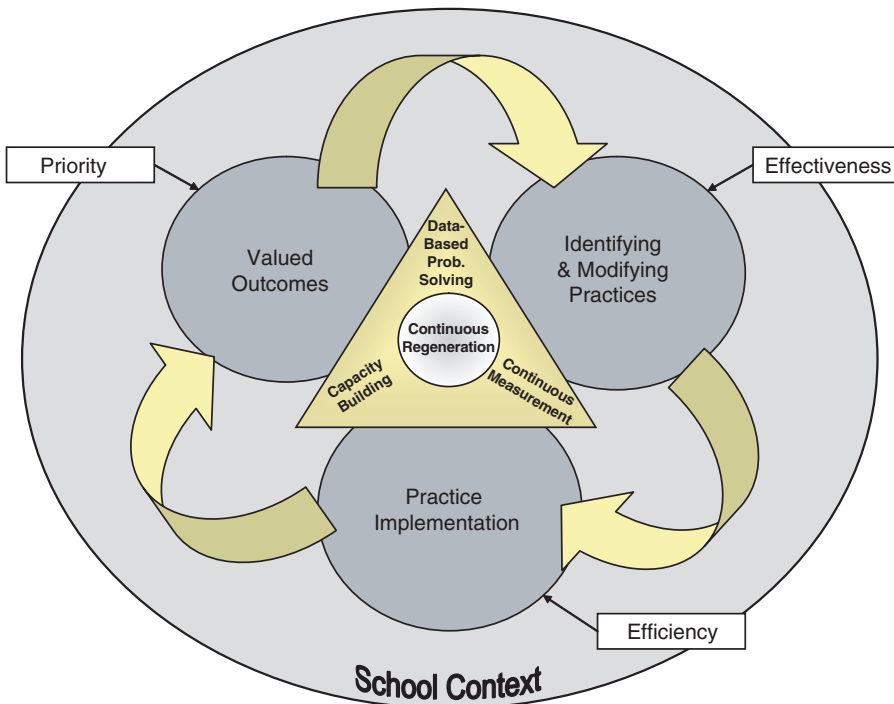 Priority
Effectiveness
Valued
Outcomes
Identifying
& Modifying
Practices
Data-
Based
Prob.
Solving
Continuous
Regeneration
Capacity
Building
Continuous
Measurement
Practice
Implementation
Efficiency
School Context